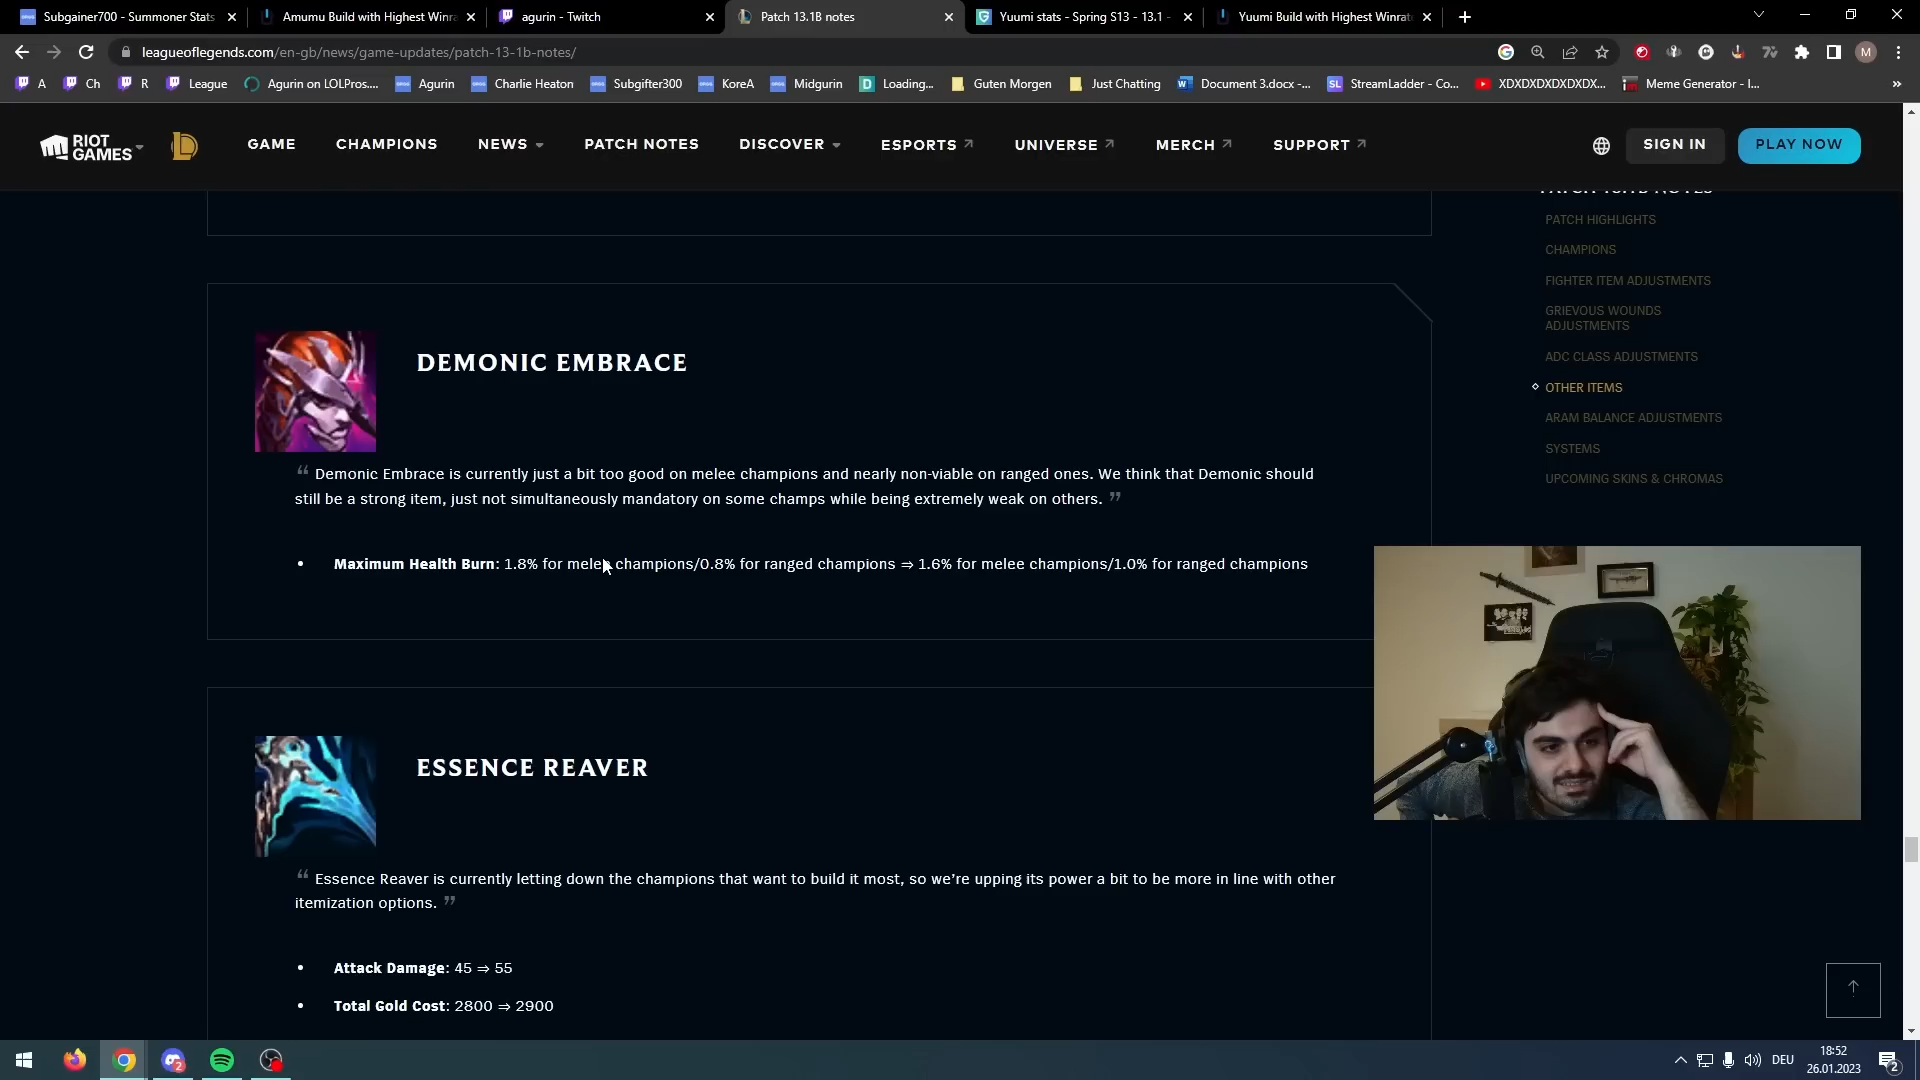 Subgainer700 - Summoner Stats
Amumu Build with Highest Winra
agurin - Twitch
Patch 13.1B notes
Yuumi stats - Spring S13 - 13.1 -
Yuumi Build with Highest Winrat
leagueoflegends.com/en-gb/news/game-updates/patch-13-1b-notes/
M
A
Ch
R
League
Agurin on LOLPros....
Agurin
Charlie Heaton
Subgifter300
KoreA
Midgurin
Loading...
Guten Morgen
Just Chatting
Document 3.docx -...
StreamLadder - Co...
XDXDXDXDXDXDX...
Meme Generator - I...
RIOT
GAMES
GAME
CHAMPIONS
NEWS
PATCH NOTES
DISCOVER
ESPORTS
UNIVERSE
MERCH
SUPPORT
SIGN IN
PLAY NOW
PATCH 13.1B NOTES
PATCH HIGHLIGHTS
CHAMPIONS
FIGHTER ITEM ADJUSTMENTS
GRIEVOUS WOUNDS
ADJUSTMENTS
ADC CLASS ADJUSTMENTS
OTHER ITEMS
ARAM BALANCE ADJUSTMENTS
SYSTEMS
UPCOMING SKINS & CHROMAS
DEMONIC EMBRACE
“ Demonic Embrace is currently just a bit too good on melee champions and nearly non-viable on ranged ones. We think that Demonic should
still be a strong item, just not simultaneously mandatory on some champs while being extremely weak on others. ”
• Maximum Health Burn: 1.8% for melee champions/0.8% for ranged champions ⇒ 1.6% for melee champions/1.0% for ranged champions
ESSENCE REAVER
“ Essence Reaver is currently letting down the champions that want to build it most, so we’re upping its power a bit to be more in line with other
itemization options. ”
• Attack Damage: 45 ⇒ 55
• Total Gold Cost: 2800 ⇒ 2900
2
DEU
18:52
26.01.2023
2